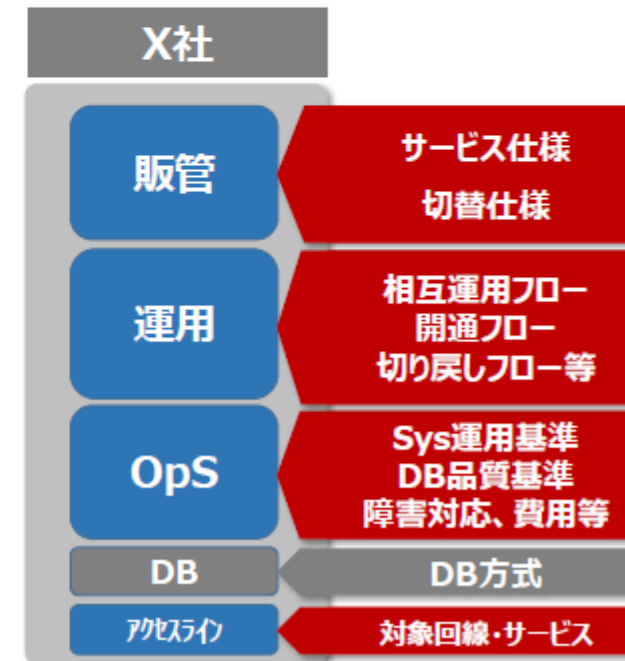 X社
販管
サービス仕様
切替仕様
運用
相互運用フロー
開通フロー
切り戻しフロー等
OpS
Sys運用基準
DB品質基準
障害対応、費用等
DB
DB方式
ｱｸｾｽﾗｲﾝ
対象回線・サービス